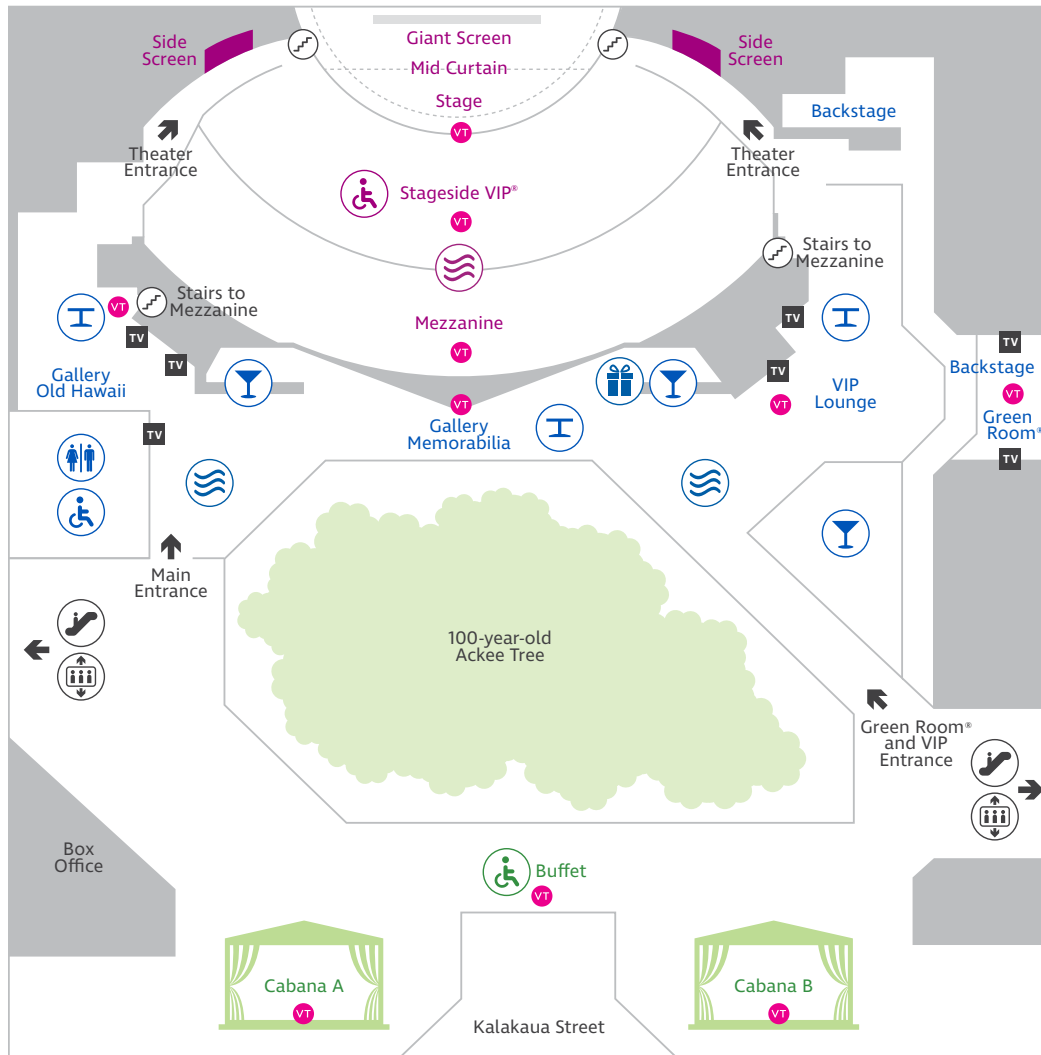 Side
Screen
Giant Screen
Side
Screen
Mid Curtain
Stage
VT
Backstage
Theater
Entrance
Theater
Entrance
Stageside VIP®
VT
Stairs to
Mezzanine
Stairs to
Mezzanine
VT
TV
TV
Mezzanine
VT
TV
TV
TV
Gallery
Old Hawaii
VIP
Lounge
VT
Backstage
VT
Green
Room®
TV
VT
Gallery
Memorabilia
TV
Main
Entrance
100-year-old
Ackee Tree
Green Room®
and VIP
Entrance
Box
Office
Buffet
VT
Cabana A
VT
Cabana B
VT
Kalakaua Street